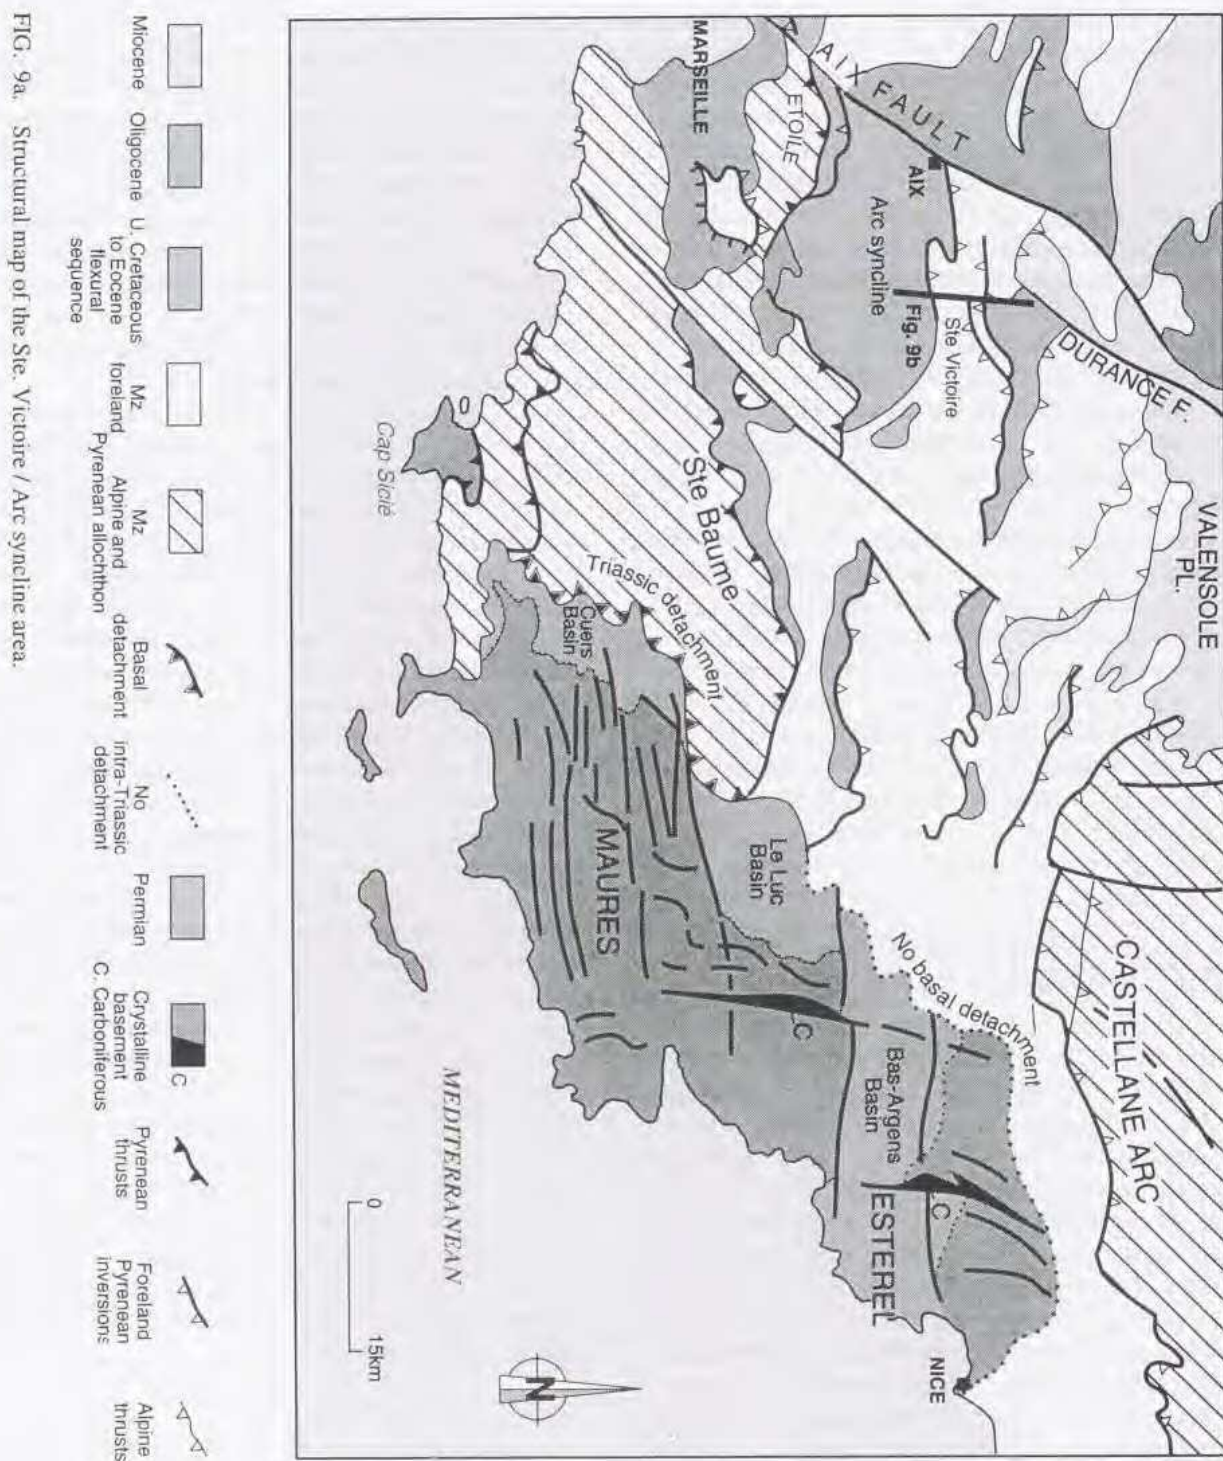 AIX FAULT
MARSEILLE
ETOILE
AIX
Arc syncline
Fig. 9b
Ste Victoire
DURANCE F.
VALENSOLE
PL.
Ste Baume
Triassic detachment
Cap Sicié
0
Cuers
Basin
MAURES
Le Luc
Basin
No basal detachment
C
CASTELLANE ARC
Bas-Argens
Basin
C
ESTEREL
NICE
MEDITERRANEAN
0
15km
N
Miocene
Oligocene
U. Cretaceous
to Eocene
flexural
sequence
Mz
foreland
Mz
Alpine and
Pyrenean allochthon
Basal
detachment
No
intra-Triassic
detachment
Permian
C
Crystalline
basement
C. Carboniferous
Pyrenean
thrusts
Foreland
Pyrenean
inversions
Alpine
thrusts
FIG. 9a. Structural map of the Ste. Victoire / Arc syncline area.